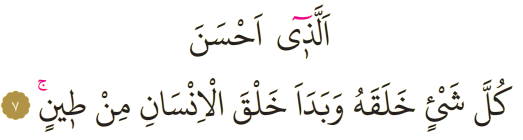 اَلَّذٖٓى اَحْسَنَ
كُلَّ شَيْئٍ خَلَقَهُ وَبَدَاَ خَلْقَ الْاِنْسَانِ مِنْ طٖينٍۚ ٧